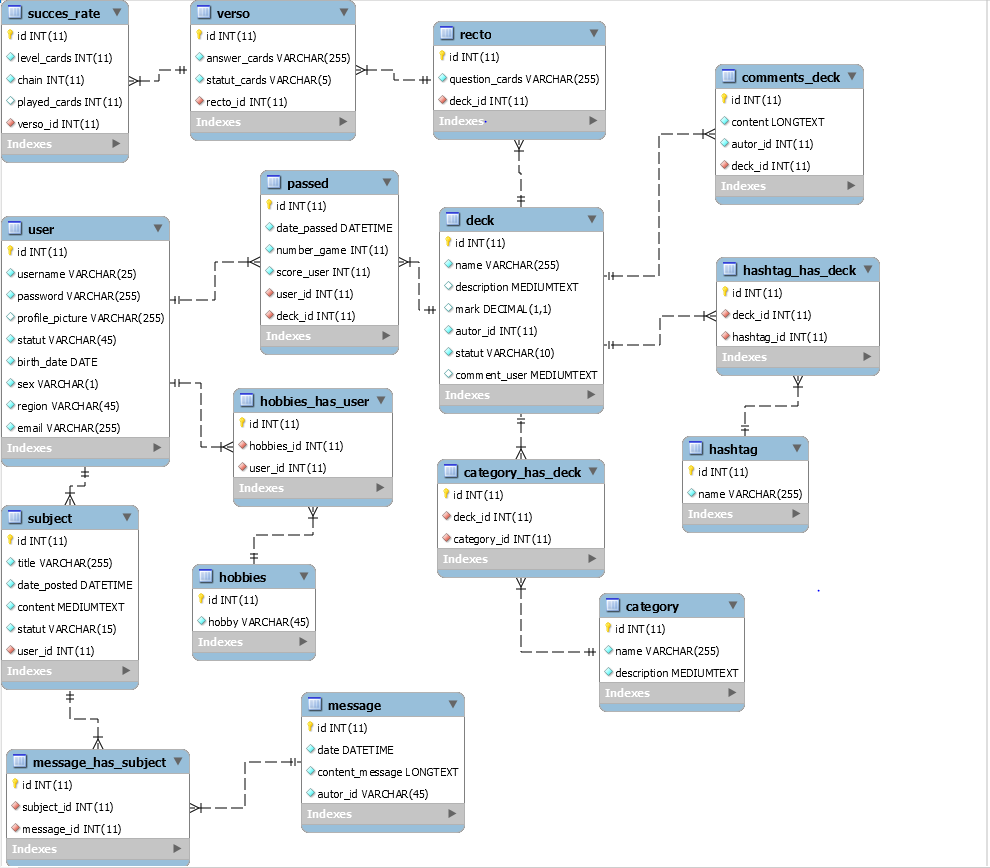 succes_rate
id INT(11)
level_cards INT(11)
chain INT(11)
played_cards INT(11)
verso_id INT(11)
Indexes
verso
id INT(11)
answer_cards VARCHAR(255)
statut_cards VARCHAR(5)
recto_id INT(11)
Indexes
recto
id INT(11)
question_cards VARCHAR(255)
deck_id INT(11)
Indexes
comments_deck
id INT(11)
content LONGTEXT
autor_id INT(11)
deck_id INT(11)
Indexes
passed
id INT(11)
date_passed DATETIME
number_game INT(11)
score_user INT(11)
user_id INT(11)
deck_id INT(11)
Indexes
user
id INT(11)
username VARCHAR(25)
password VARCHAR(255)
profile_picture VARCHAR(255)
statut VARCHAR(45)
birth_date DATE
sex VARCHAR(1)
region VARCHAR(45)
email VARCHAR(255)
Indexes
deck
id INT(11)
name VARCHAR(255)
description MEDIUMTEXT
mark DECIMAL(1,1)
autor_id INT(11)
statut VARCHAR(10)
comment_user MEDIUMTEXT
Indexes
hashtag_has_deck
id INT(11)
deck_id INT(11)
hashtag_id INT(11)
Indexes
hobbies_has_user
id INT(11)
hobbies_id INT(11)
user_id INT(11)
Indexes
hashtag
id INT(11)
name VARCHAR(255)
Indexes
category_has_deck
id INT(11)
deck_id INT(11)
category_id INT(11)
Indexes
subject
id INT(11)
title VARCHAR(255)
date_posted DATETIME
content MEDIUMTEXT
statut VARCHAR(15)
user_id INT(11)
Indexes
hobbies
id INT(11)
hobby VARCHAR(45)
Indexes
category
id INT(11)
name VARCHAR(255)
description MEDIUMTEXT
Indexes
message
id INT(11)
date DATETIME
content_message LONGTEXT
autor_id VARCHAR(45)
Indexes
message_has_subject
id INT(11)
subject_id INT(11)
message_id INT(11)
Indexes